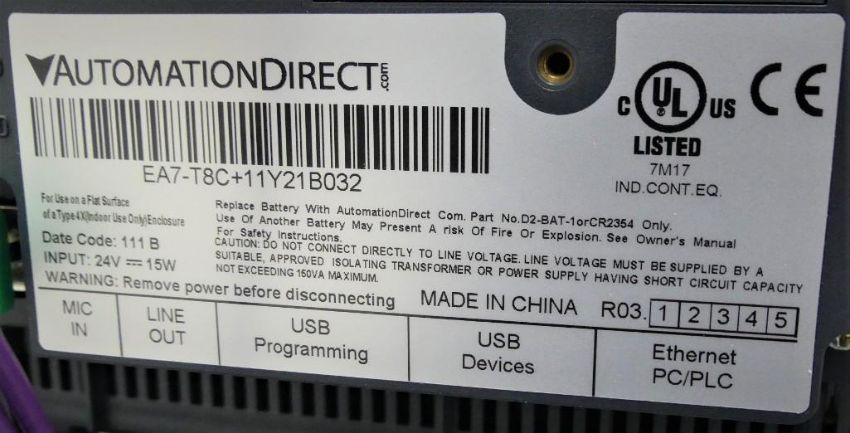 AUTOMATIONDIRECT.com
C UL US CE
LISTED
7M17
IND.CONT.EQ.
EA7-T8C+11Y21B032
For Use on a Flat Surface
of a Type 4X(Indoor Use Only)Enclosure
Date Code: 111 B
INPUT: 24V ⎓ 15W
Replace Battery With AutomationDirect Com. Part No.D2-BAT-1orCR2354 Only.
Use Of Another Battery May Present A risk Of Fire Or Explosion. See Owner's Manual
For Safety Instructions.
CAUTION: DO NOT CONNECT DIRECTLY TO LINE VOLTAGE. LINE VOLTAGE MUST BE SUPPLIED BY A
SUITABLE, APPROVED ISOLATING TRANSFORMER OR POWER SUPPLY HAVING SHORT CIRCUIT CAPACITY
NOT EXCEEDING 150VA MAXIMUM.
WARNING: Remove power before disconnecting
MADE IN CHINA R03. 1 2 3 4 5
MIC
IN
LINE
OUT
USB
Programming
USB
Devices
Ethernet
PC/PLC